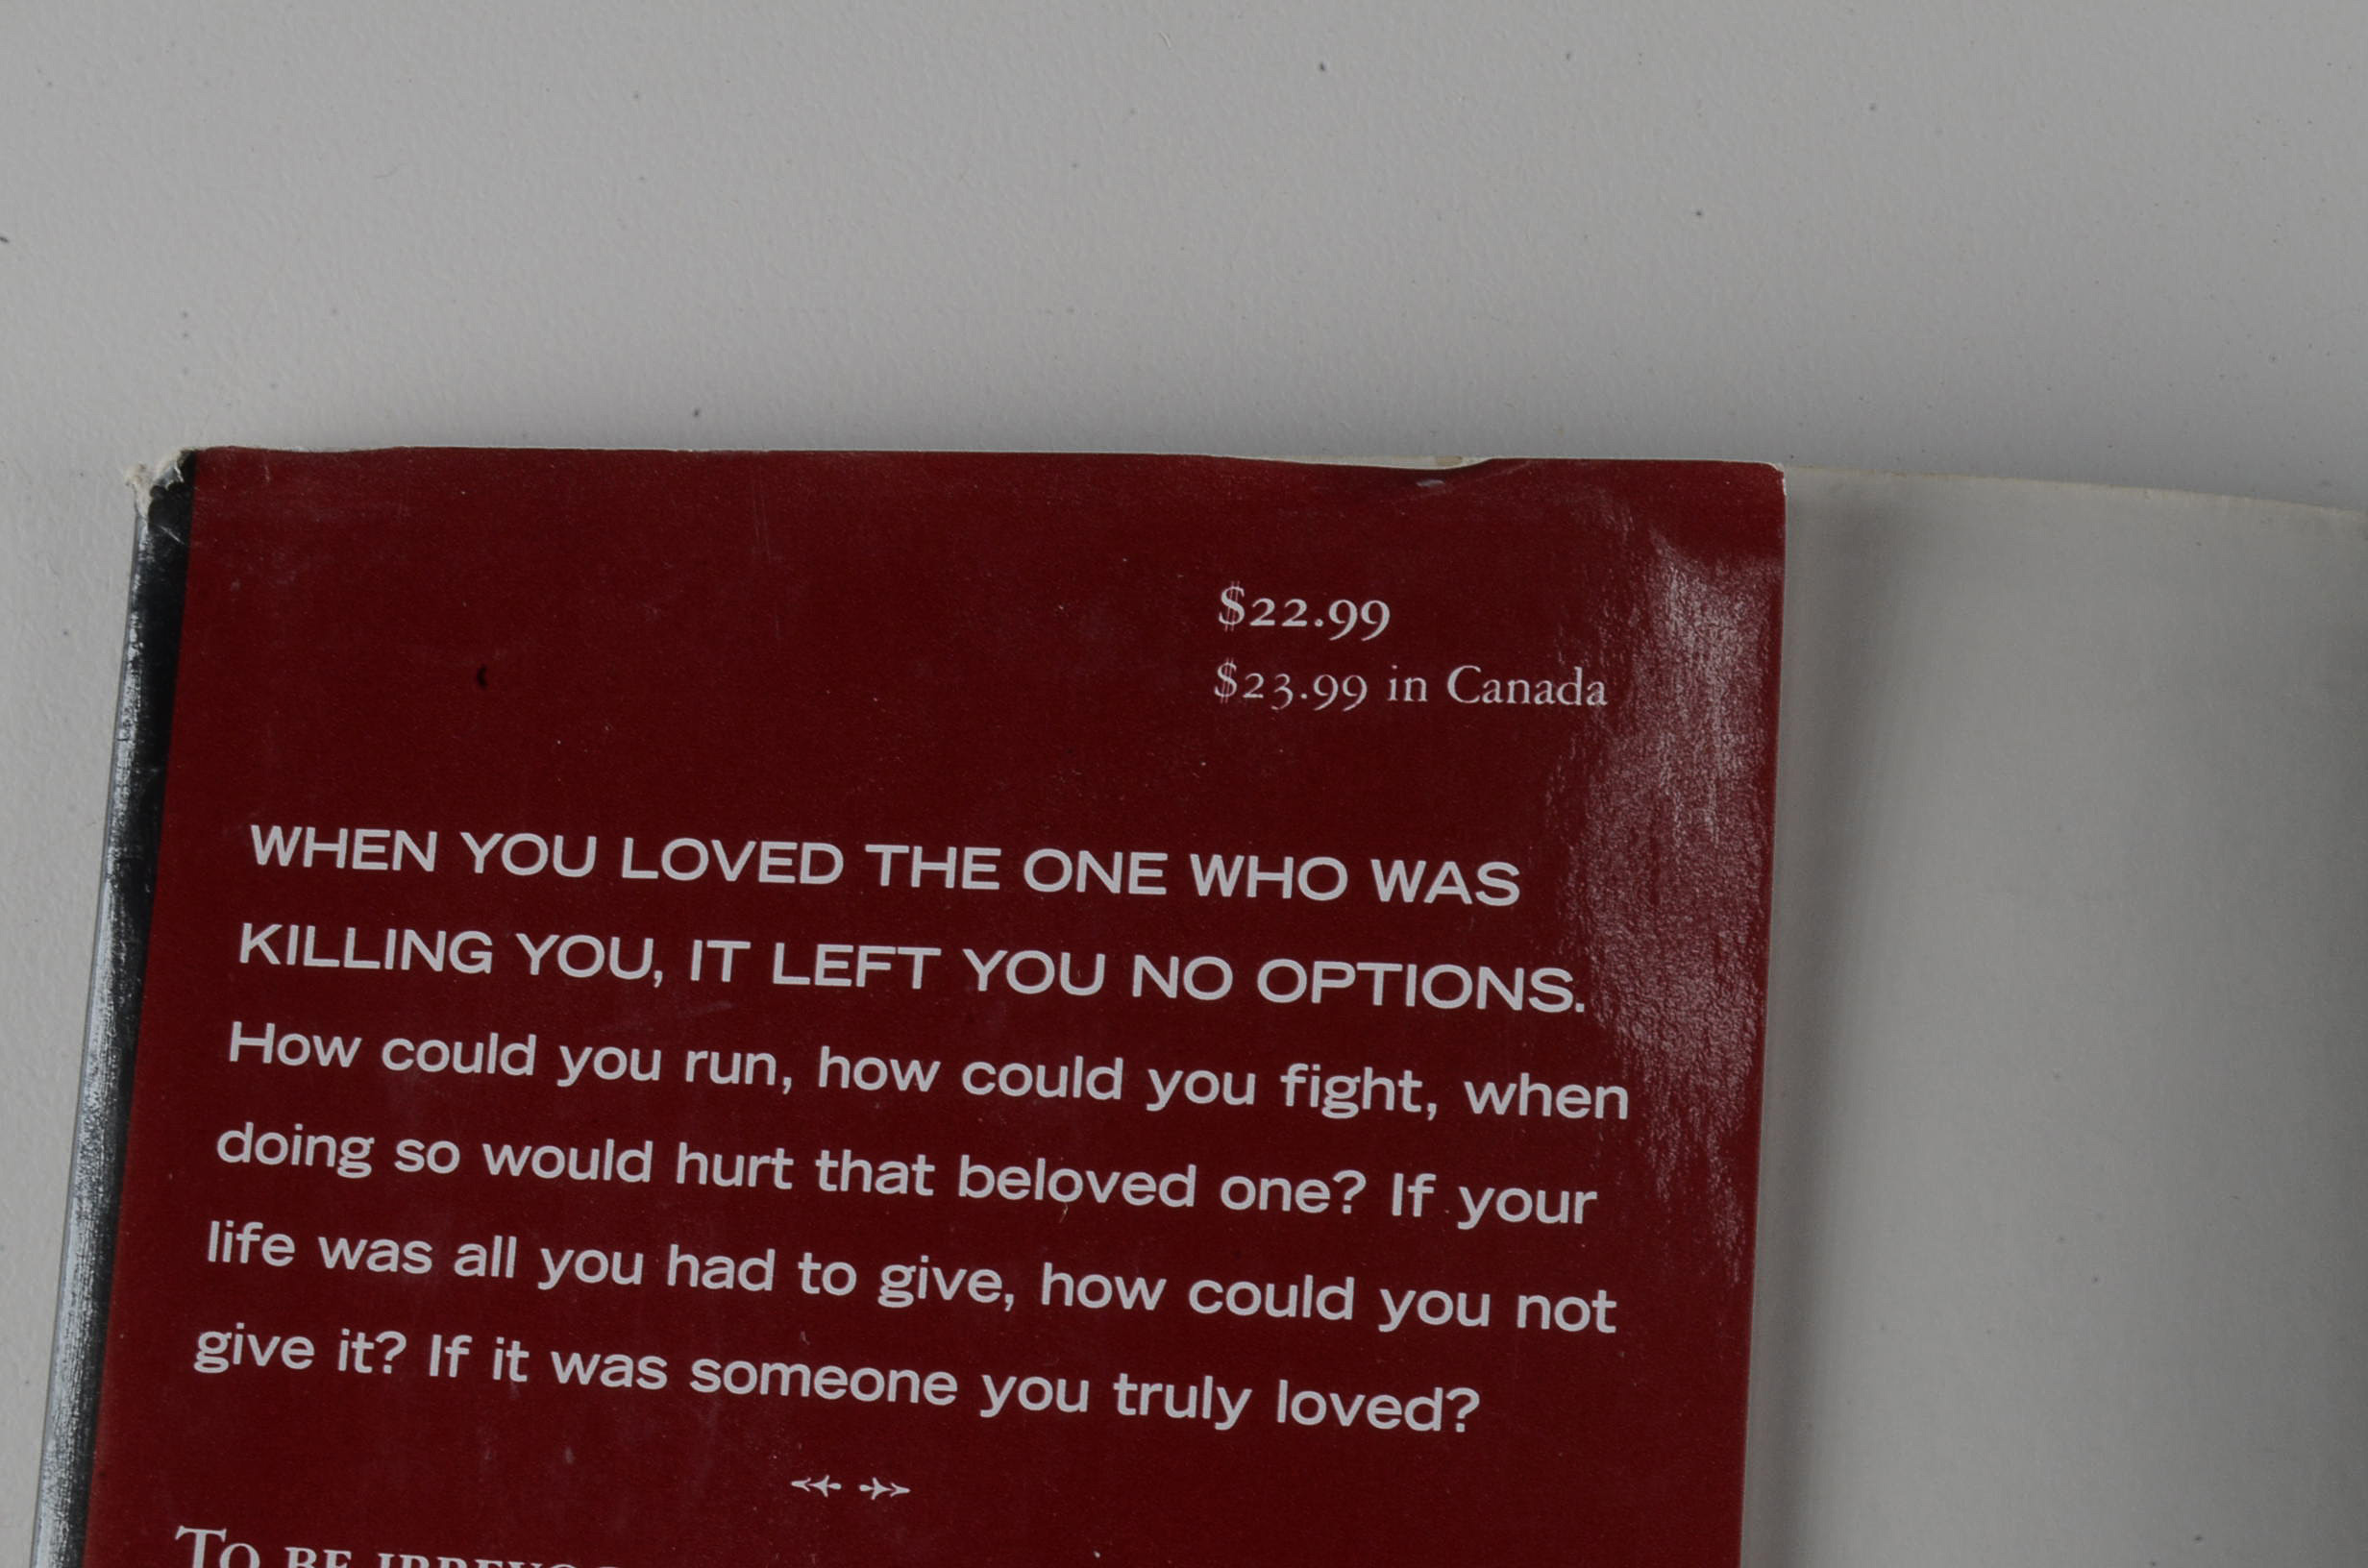 $22.99
$23.99 in Canada
WHEN YOU LOVED THE ONE WHO WAS
KILLING YOU, IT LEFT YOU NO OPTIONS.
How could you run, how could you fight, when
doing so would hurt that beloved one? If your
life was all you had to give, how could you not
give it? If it was someone you truly loved?
TO BE